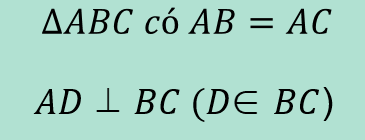 ΔABC có AB = AC
AD ⊥ BC (D∈ BC)